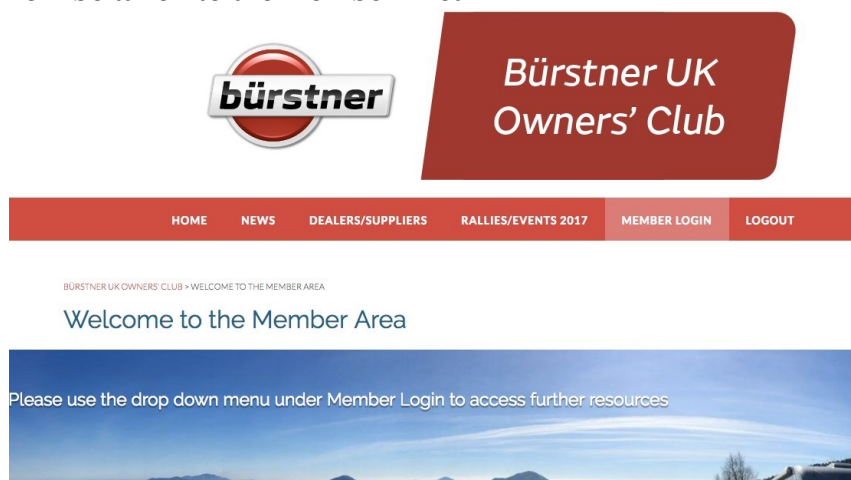 bürstner
Bürstner UK
Owners' Club
HOME NEWS DEALERS/SUPPLIERS RALLIES/EVENTS 2017 MEMBER LOGIN LOGOUT
BÜRSTNER UK OWNERS' CLUB > WELCOME TO THE MEMBER AREA
Welcome to the Member Area
Please use the drop down menu under Member Login to access further resources